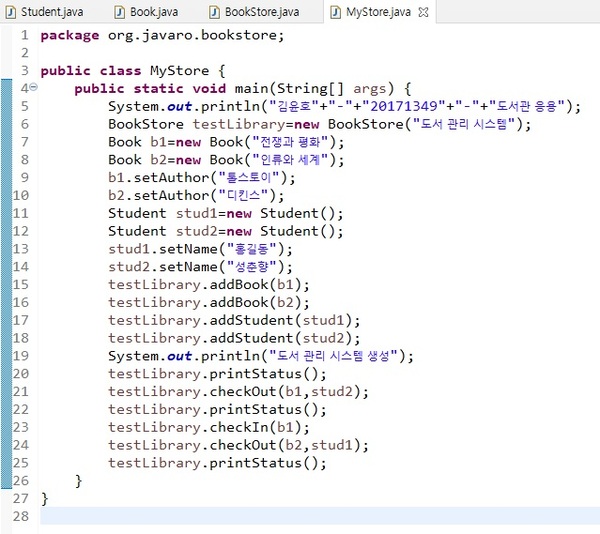 Student.java Book.java BookStore.java MyStore.java
1 package org.javaro.bookstore;
2
3 public class MyStore {
4 public static void main(String[] args) {
5 System.out.println("김윤호"+"-"+"20171349"+"-"+"도서관 응용");
6 BookStore testLibrary=new BookStore("도서 관리 시스템");
7 Book b1=new Book("전쟁과 평화");
8 Book b2=new Book("인류와 세계");
9 b1.setAuthor("톨스토이");
10 b2.setAuthor("디킨스");
11 Student stud1=new Student();
12 Student stud2=new Student();
13 stud1.setName("홍길동");
14 stud2.setName("성춘향");
15 testLibrary.addBook(b1);
16 testLibrary.addBook(b2);
17 testLibrary.addStudent(stud1);
18 testLibrary.addStudent(stud2);
19 System.out.println("도서 관리 시스템 생성");
20 testLibrary.printStatus();
21 testLibrary.checkOut(b1,stud2);
22 testLibrary.printStatus();
23 testLibrary.checkIn(b1);
24 testLibrary.checkOut(b2,stud1);
25 testLibrary.printStatus();
26 }
27 }
28